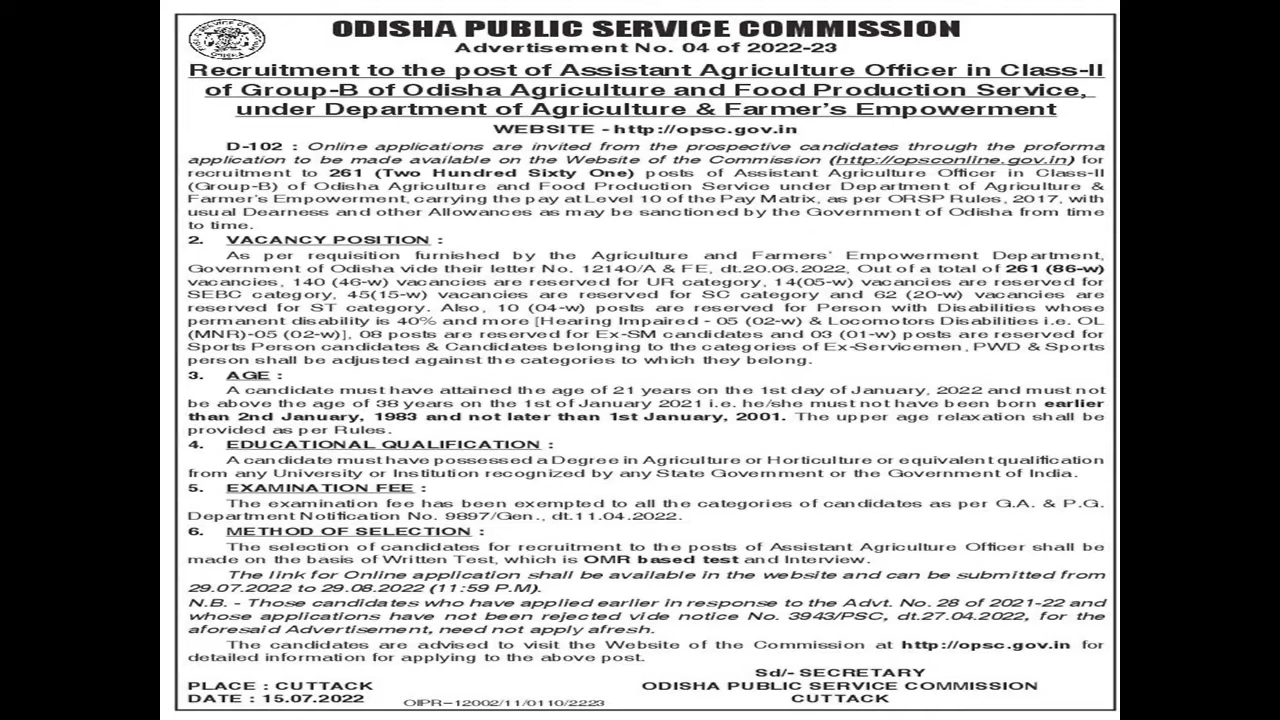 ODISHA PUBLIC SERVICE COMMISSION
Advertisement No. 04 of 2022-23
Recruitment to the post of Assistant Agriculture Officer in Class-II
of Group-B of Odisha Agriculture and Food Production Service,
under Department of Agriculture & Farmer's Empowerment
WEBSITE - http://opsc.gov.in
D-102 : Online applications are invited from the prospective candidates through the proforma
application to be made available on the Website of the Commission (http://opsconline.gov.in) for
recruitment to 261 (Two Hundred Sixty One) posts of Assistant Agriculture Officer in Class-II
(Group-B) of Odisha Agriculture and Food Production Service under Department of Agriculture &
Farmer's Empowerment, carrying the pay at Level 10 of the Pay Matrix, as per ORSP Rules, 2017, with
usual Dearness and other Allowances as may be sanctioned by the Government of Odisha from time
to time.
2. VACANCY POSITION :
As per requisition furnished by the Agriculture and Farmers' Empowerment Department,
Government of Odisha vide their letter No. 12140/A & FE, dt.20.06.2022, Out of a total of 261 (86-w)
vacancies, 140 (46-w) vacancies are reserved for UR category, 14(05-w) vacancies are reserved for
SEBC category, 45(15-w) vacancies are reserved for SC category and 62 (20-w) vacancies are
reserved for ST category. Also, 10 (04-w) posts are reserved for Person with Disabilities whose
permanent disability is 40% and more [Hearing Impaired - 05 (02-w) & Locomotors Disabilities i.e. OL
(MNR)-05 (02-w)], 08 posts are reserved for Ex-SM candidates and 03 (01-w) posts are reserved for
Sports Person candidates & Candidates belonging to the categories of Ex-Servicemen, PWD & Sports
person shall be adjusted against the categories to which they belong.
3. AGE :
A candidate must have attained the age of 21 years on the 1st day of January, 2022 and must not
be above the age of 38 years on the 1st of January 2021 i.e. he/she must not have been born earlier
than 2nd January, 1983 and not later than 1st January, 2001. The upper age relaxation shall be
provided as per Rules.
4. EDUCATIONAL QUALIFICATION :
A candidate must have possessed a Degree in Agriculture or Horticulture or equivalent qualification
from any University or Institution recognized by any State Government or the Government of India.
5. EXAMINATION FEE :
The examination fee has been exempted to all the categories of candidates as per G.A. & P.G.
Department Notification No. 9897/Gen., dt.11.04.2022.
6. METHOD OF SELECTION :
The selection of candidates for recruitment to the posts of Assistant Agriculture Officer shall be
made on the basis of Written Test, which is OMR based test and Interview.
The link for Online application shall be available in the website and can be submitted from
29.07.2022 to 29.08.2022 (11:59 P.M).
N.B. - Those candidates who have applied earlier in response to the Advt. No. 28 of 2021-22 and
whose applications have not been rejected vide notice No. 3943/PSC, dt.27.04.2022, for the
aforesaid Advertisement, need not apply afresh.
The candidates are advised to visit the Website of the Commission at http://opsc.gov.in for
detailed information for applying to the above post.
Sd/- SECRETARY
PLACE : CUTTACK ODISHA PUBLIC SERVICE COMMISSION
DATE : 15.07.2022 OIPR-12002/11/0110/2223 CUTTACK